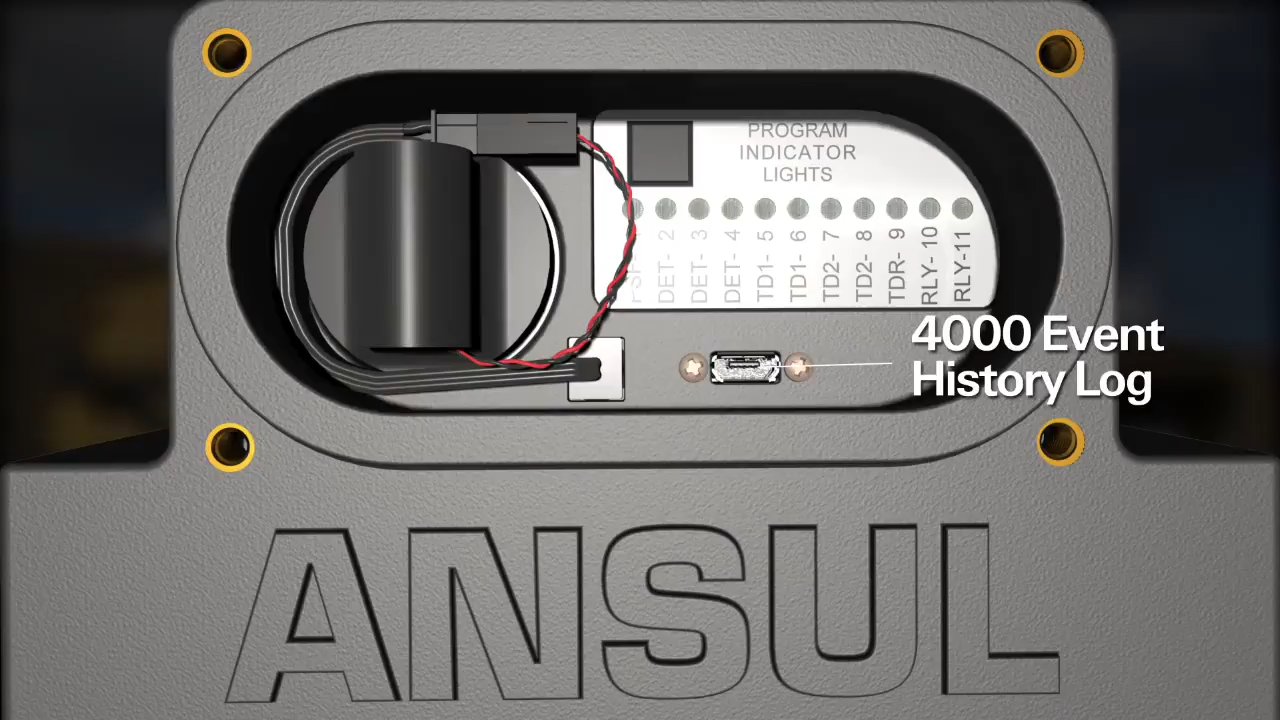 PROGRAM
INDICATOR
LIGHTS
DET- 2
DET- 3
DET- 4
TD1- 5
TD1- 6
TD2- 7
TD2- 8
TDR- 9
RLY- 10
RLY-11
4000 Event
History Log
ANSUL